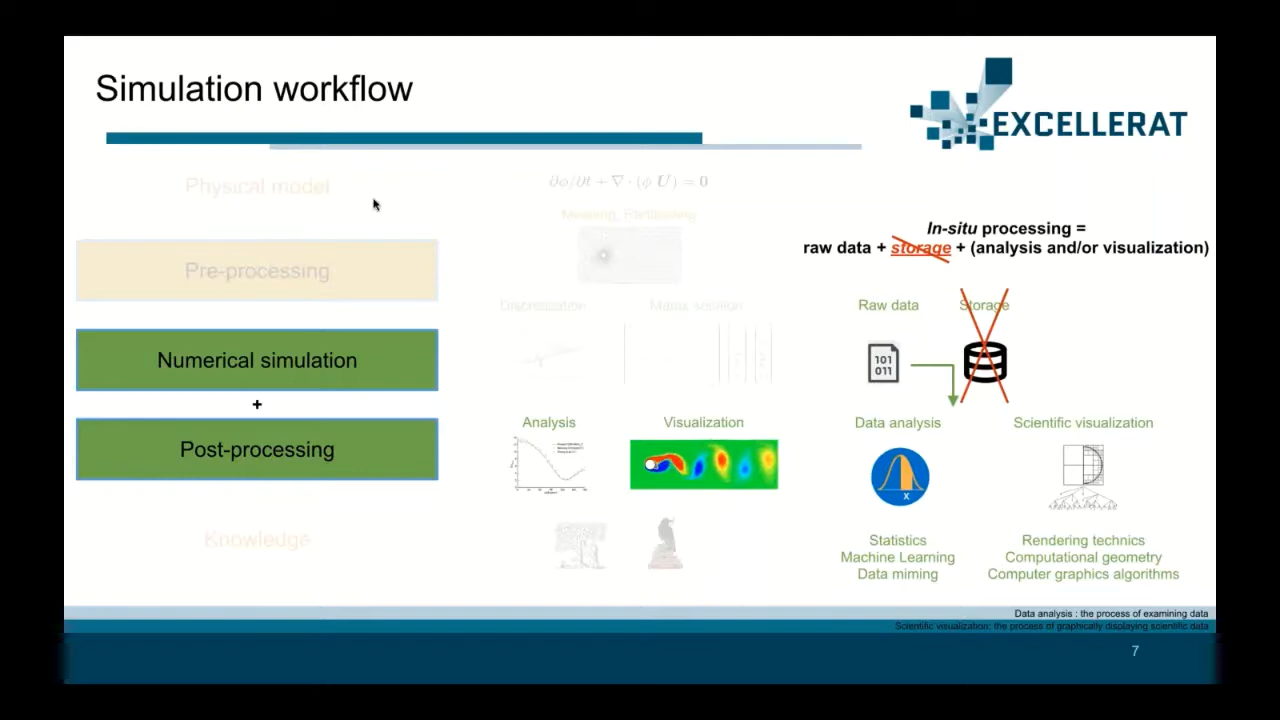 Simulation workflow
EXCELLERAT
Physical model
∂ϕ/∂t + ∇ · (ϕ U) = 0
Meshing, Partitioning
In-situ processing =
raw data + storage + (analysis and/or visualization)
Pre-processing
Discretization
Matrix solution
Raw data
Storage
101
011
Numerical simulation
+
Post-processing
Analysis
Visualization
Data analysis
Scientific visualization
X
Knowledge
Statistics
Machine Learning
Data miming
Rendering technics
Computational geometry
Computer graphics algorithms
Data analysis : the process of examining data
Scientific visualization: the process of graphically displaying scientific data
7